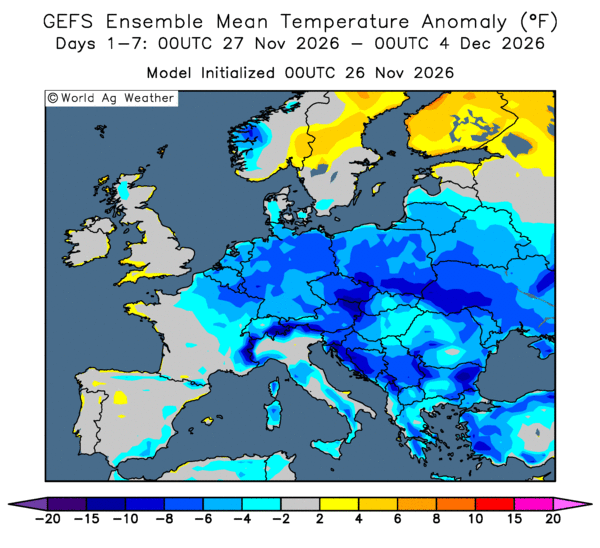 GEFS Ensemble Mean Temperature Anomaly (°F)
Days 1-7: 00UTC 27 Nov 2026 - 00UTC 4 Dec 2026
Model Initialized 00UTC 26 Nov 2026
© World Ag Weather
-20 -15 -10 -8 -6 -4 -2 2 4 6 8 10 15 20